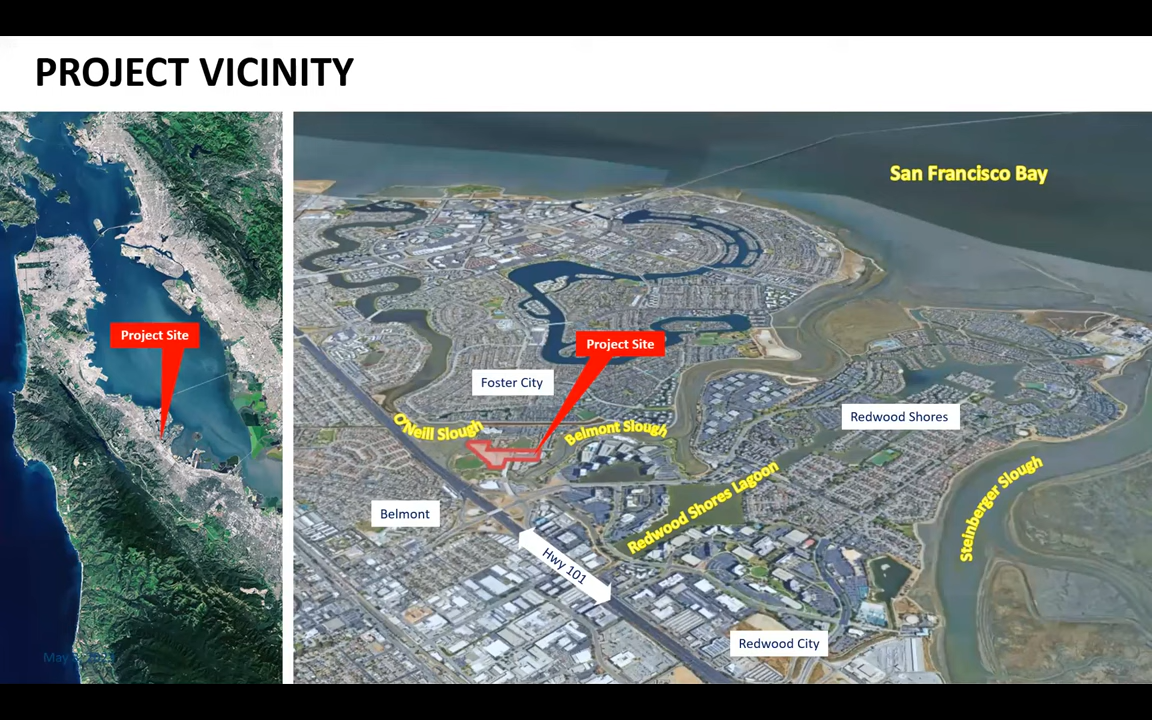 PROJECT VICINITY
San Francisco Bay
Project Site
Project Site
Foster City
Redwood Shores
O'Neill Slough
Belmont Slough
Redwood Shores Lagoon
Steinberger Slough
Belmont
Hwy 101
Redwood City
May